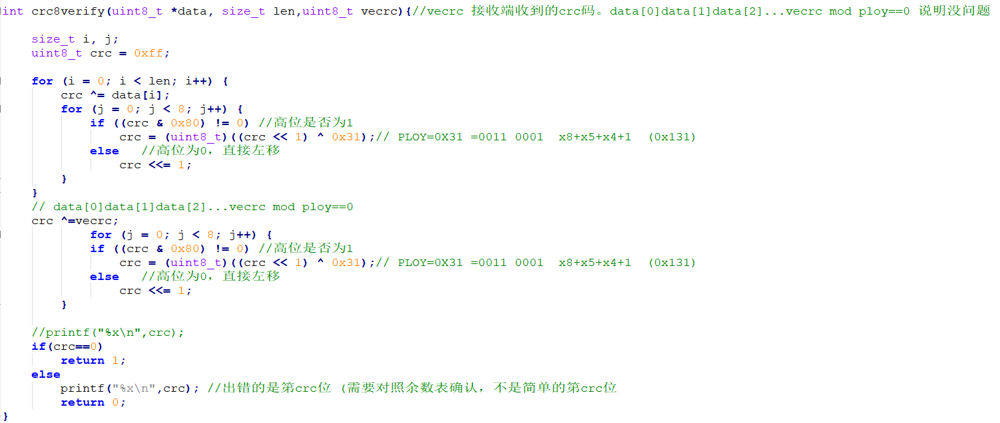 int crc8verify(uint8_t *data, size_t len,uint8_t vecrc){//vecrc 接收端收到的crc码。data[0]data[1]data[2]...vecrc mod ploy==0 说明没问题
size_t i, j;
uint8_t crc = 0xff;
for (i = 0; i < len; i++) {
crc ^= data[i];
for (j = 0; j < 8; j++) {
if ((crc & 0x80) != 0) //高位是否为1
crc = (uint8_t)((crc << 1) ^ 0x31);// PLOY=0X31 =0011 0001  x8+x5+x4+1  (0x131)
else   //高位为0，直接左移
crc <<= 1;
}
}
// data[0]data[1]data[2]...vecrc mod ploy==0
crc ^=vecrc;
for (j = 0; j < 8; j++) {
if ((crc & 0x80) != 0) //高位是否为1
crc = (uint8_t)((crc << 1) ^ 0x31);// PLOY=0X31 =0011 0001  x8+x5+x4+1  (0x131)
else   //高位为0，直接左移
crc <<= 1;
}
//printf("%x\n",crc);
if(crc==0)
return 1;
else
printf("%x\n",crc); //出错的是第crc位 (需要对照余数表确认，不是简单的第crc位
return 0;
}